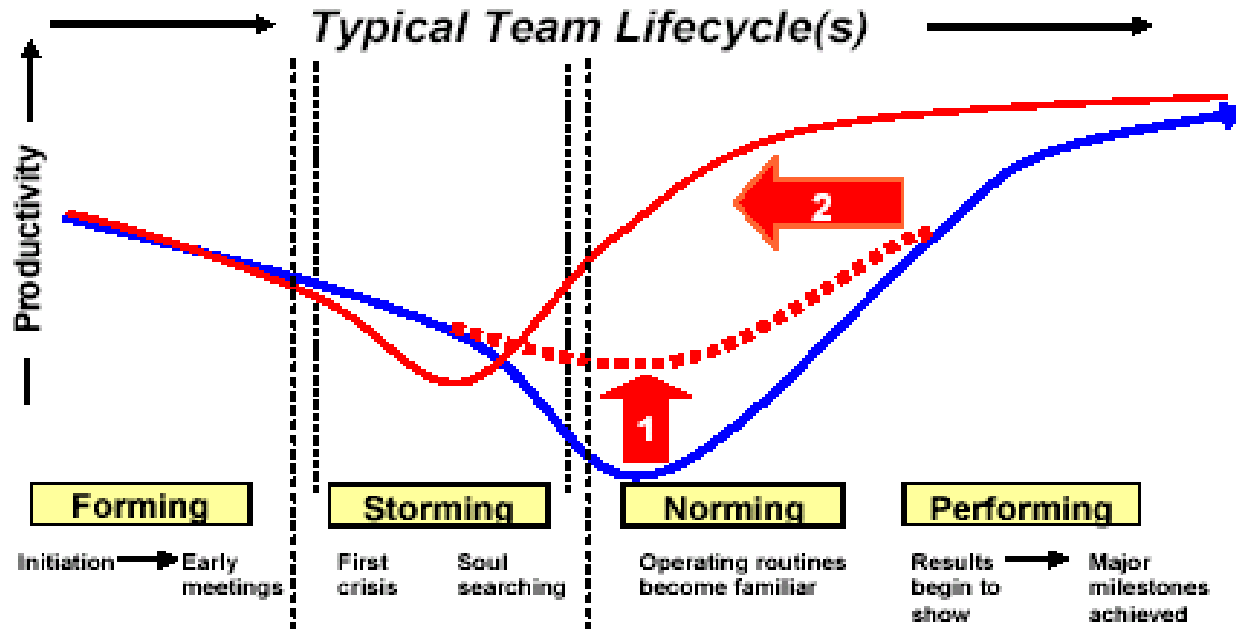 Typical Team Lifecycle(s)
Productivity
2
1
Forming
Storming
Norming
Performing
Initiation
Early
meetings
First
crisis
Soul
searching
Operating routines
become familiar
Results
begin to
show
Major
milestones
achieved